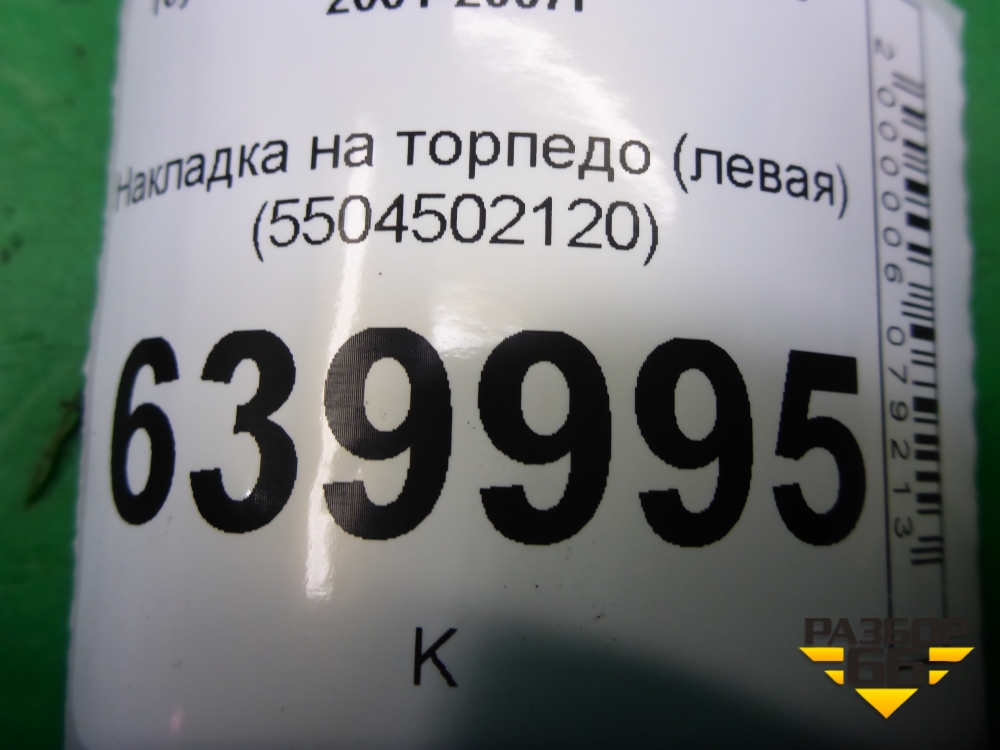 Накладка на торпедо (левая)
(5504502120)
639995
К
2000006079213
РАЗБОР
66